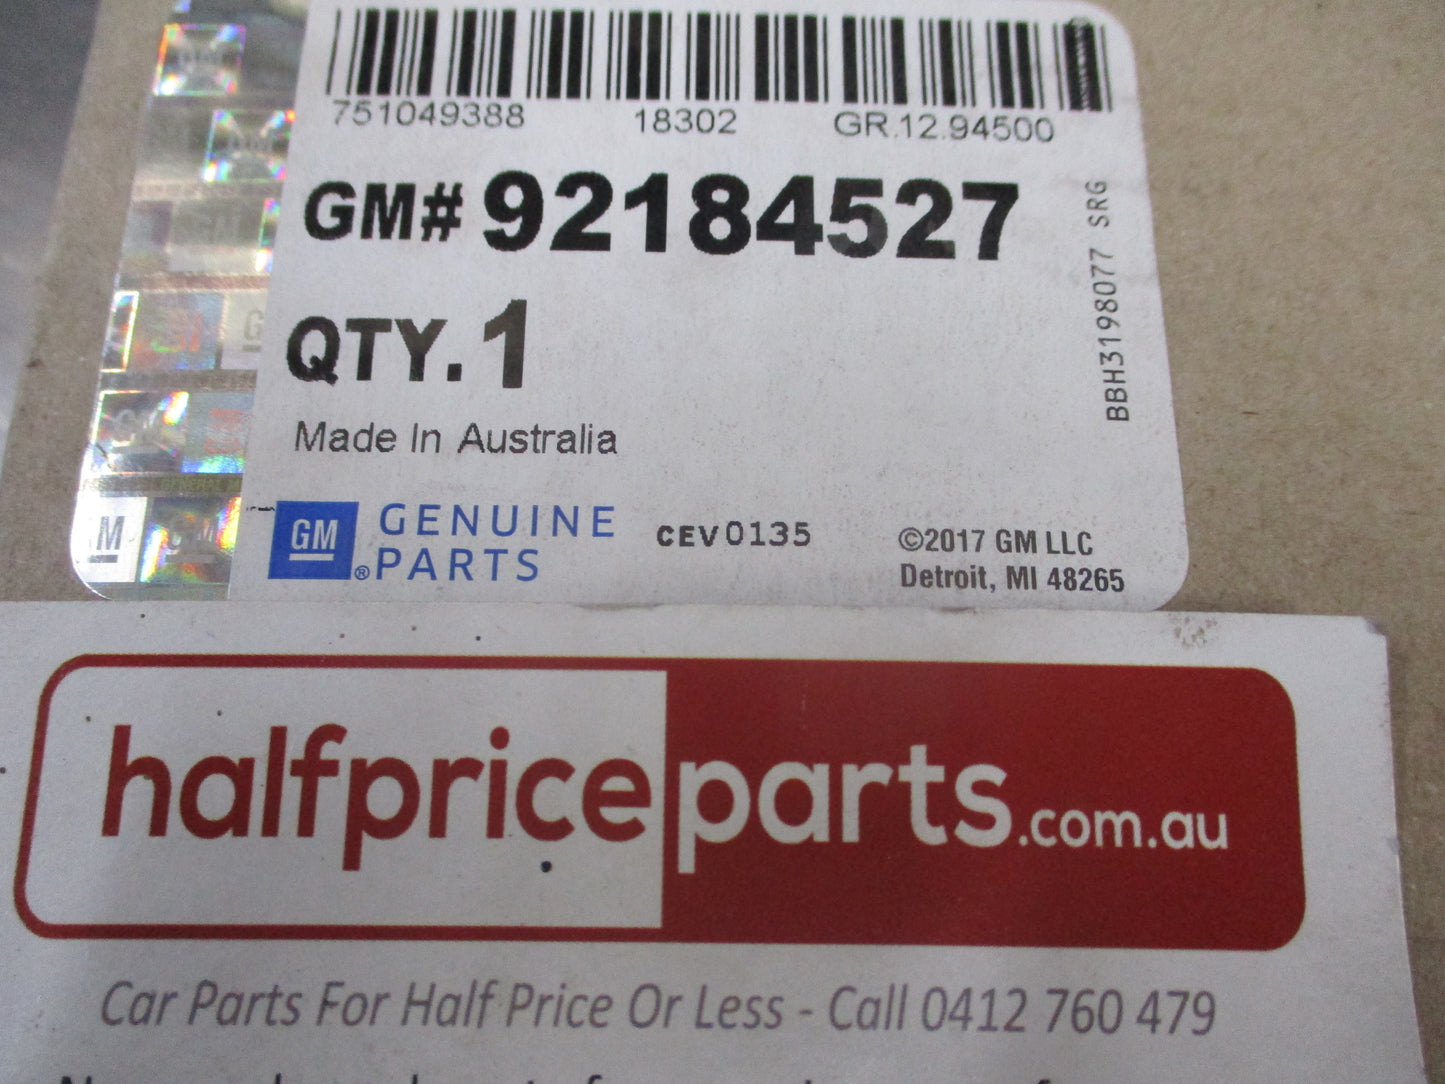 751049388 18302 GR.12.94500
GM# 92184527
QTY. 1
Made In Australia
BBH3198077 SRG
GM GENUINE
®PARTS
CEV0135
©2017 GM LLC
Detroit, MI 48265
halfpriceparts.com.au
Car Parts For Half Price Or Less - Call 0412 760 479